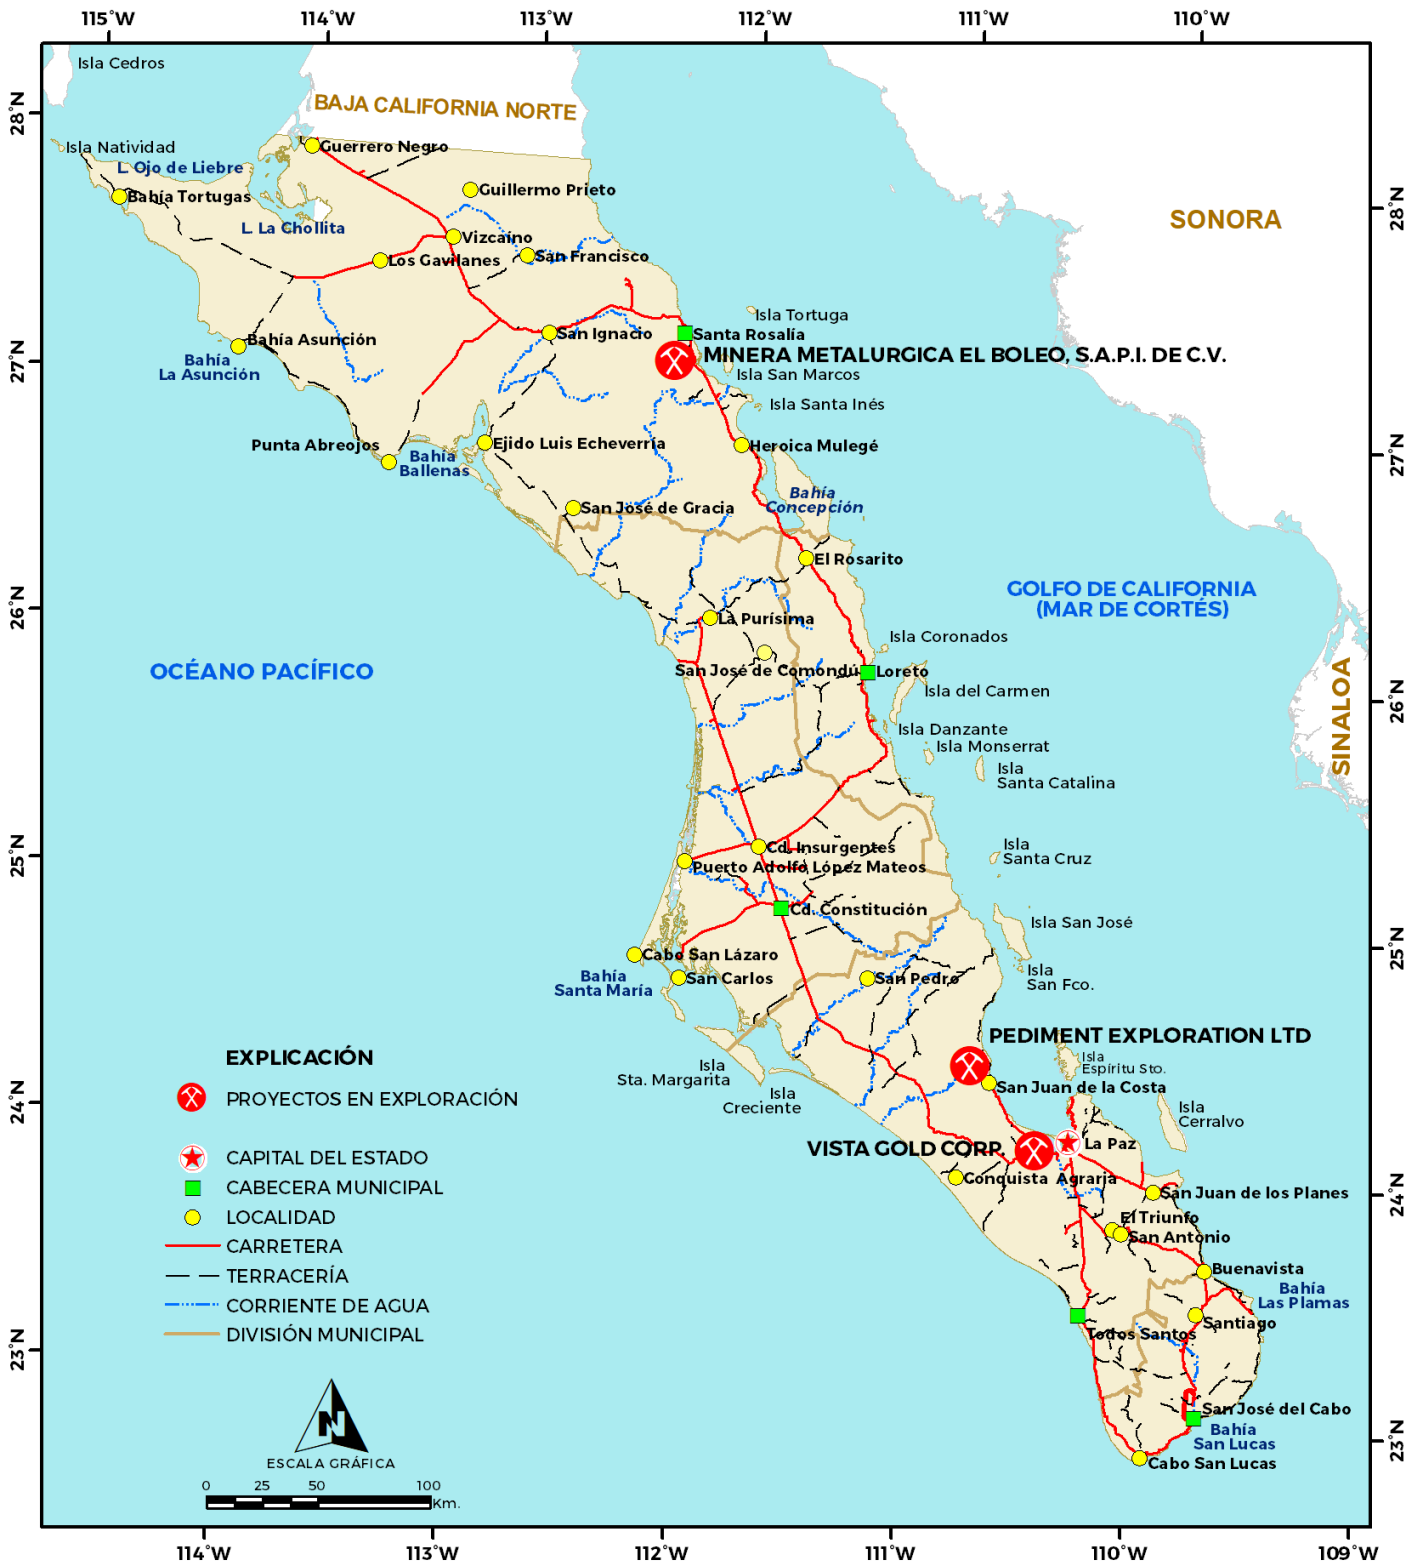 115°W
114°W
113°W
112°W
111°W
110°W
Isla Cedros
BAJA CALIFORNIA NORTE
28°N
Isla Natividad
Guerrero Negro
L. Ojo de Liebre
Bahía Tortugas
Guillermo Prieto
28°N
SONORA
L. La Chollita
Vizcaíno
Los Gavilanes
San Francisco
Isla Tortuga
San Ignacio
Santa Rosalía
Bahía Asunción
27°N
Bahía
La Asunción
MINERA METALURGICA EL BOLEO, S.A.P.I. DE C.V.
Isla San Marcos
Isla Santa Inés
Punta Abreojos
Ejido Luis Echeverria
Heroica Mulegé
27°N
Bahía
Ballenas
Bahía
Concepción
San José de Gracia
El Rosarito
GOLFO DE CALIFORNIA
(MAR DE CORTÉS)
26°N
La Purísima
Isla Coronados
OCÉANO PACÍFICO
San José de Comondú
Loreto
Isla del Carmen
SINALOA
26°N
Isla Danzante
Isla Monserrat
Isla
Santa Catalina
25°N
Cd. Insurgentes
Puerto Adolfo López Mateos
Isla
Santa Cruz
Cd. Constitución
Isla San José
25°N
Cabo San Lázaro
San Carlos
Bahía
Santa María
San Pedro
Isla
San Fco.
PEDIMENT EXPLORATION LTD
Isla
Espíritu Sto.
San Juan de la Costa
Isla
Sta. Margarita
Isla
Creciente
Isla
Cerralvo
EXPLICACIÓN
PROYECTOS EN EXPLORACIÓN
24°N
VISTA GOLD CORP.
La Paz
Conquista Agraria
San Juan de los Planes
24°N
CAPITAL DEL ESTADO
CABECERA MUNICIPAL
LOCALIDAD
CARRETERA
TERRACERÍA
CORRIENTE DE AGUA
DIVISIÓN MUNICIPAL
El Triunfo
San Antonio
Buenavista
Bahía
Las Plamas
Santiago
Todos Santos
23°N
San José del Cabo
Bahía
San Lucas
23°N
Cabo San Lucas
N
ESCALA GRÁFICA
0 25 50 100
Km.
114°W
113°W
112°W
111°W
110°W
109°W